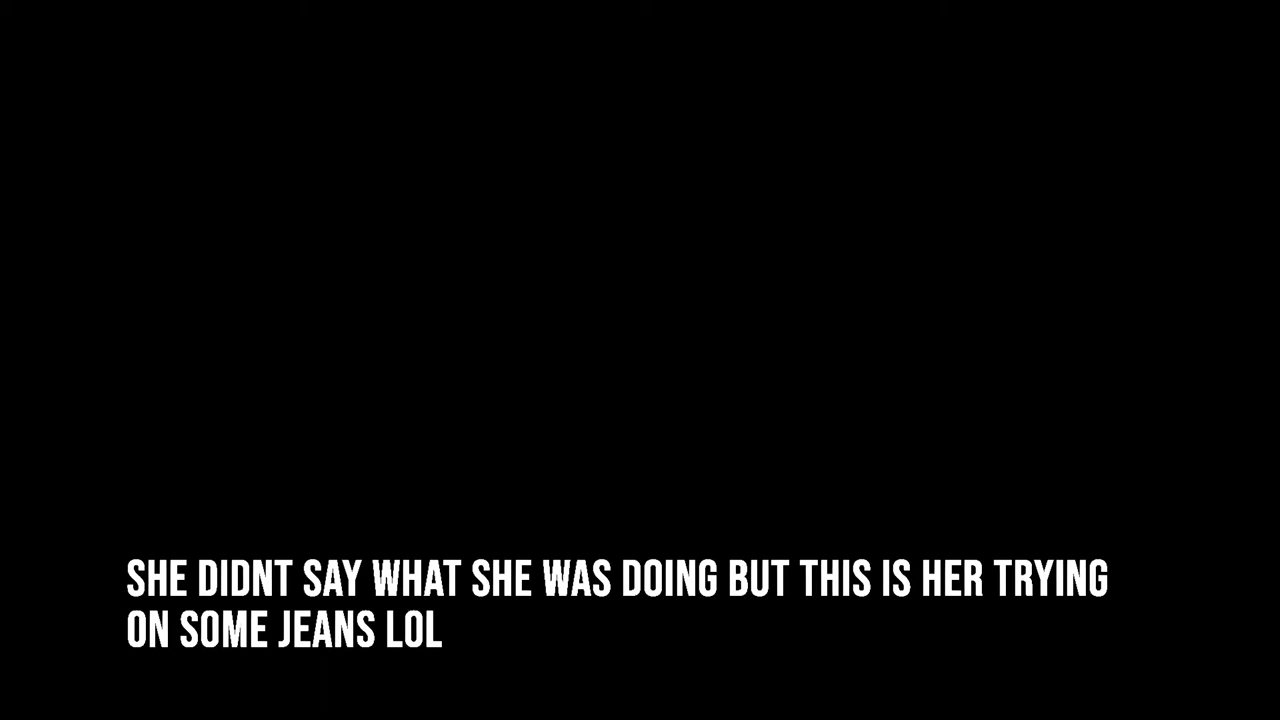 SHE DIDNT SAY WHAT SHE WAS DOING BUT THIS IS HER TRYING
ON SOME JEANS LOL